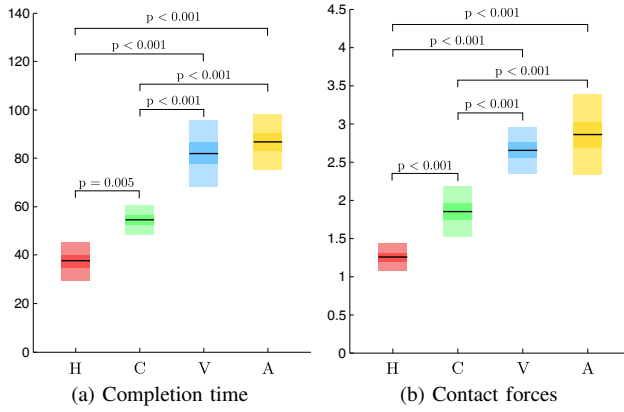 140
120
100
80
60
40
20
0
p < 0.001
p < 0.001
p < 0.001
p < 0.001
p = 0.005
H C V A
(a) Completion time
4.5
4
3.5
3
2.5
2
1.5
1
0.5
0
p < 0.001
p < 0.001
p < 0.001
p < 0.001
p < 0.001
H C V A
(b) Contact forces